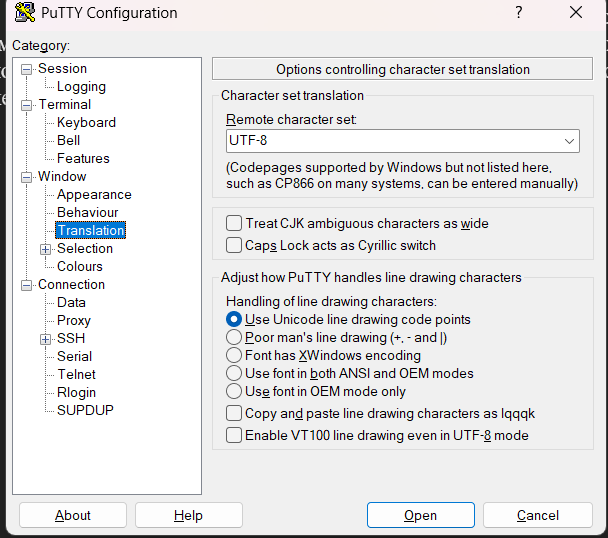 PuTTY Configuration
Category:
Session
Logging
Terminal
Keyboard
Bell
Features
Window
Appearance
Behaviour
Translation
Selection
Colours
Connection
Data
Proxy
SSH
Serial
Telnet
Rlogin
SUPDUP
Options controlling character set translation
Character set translation
Remote character set:
UTF-8
(Codepages supported by Windows but not listed here,
such as CP866 on many systems, can be entered manually)
Treat CJK ambiguous characters as wide
Caps Lock acts as Cyrillic switch
Adjust how PuTTY handles line drawing characters
Handling of line drawing characters:
Use Unicode line drawing code points
Poor man's line drawing (+, - and |)
Font has XWindows encoding
Use font in both ANSI and OEM modes
Use font in OEM mode only
Copy and paste line drawing characters as lqqqk
Enable VT100 line drawing even in UTF-8 mode
About
Help
Open
Cancel